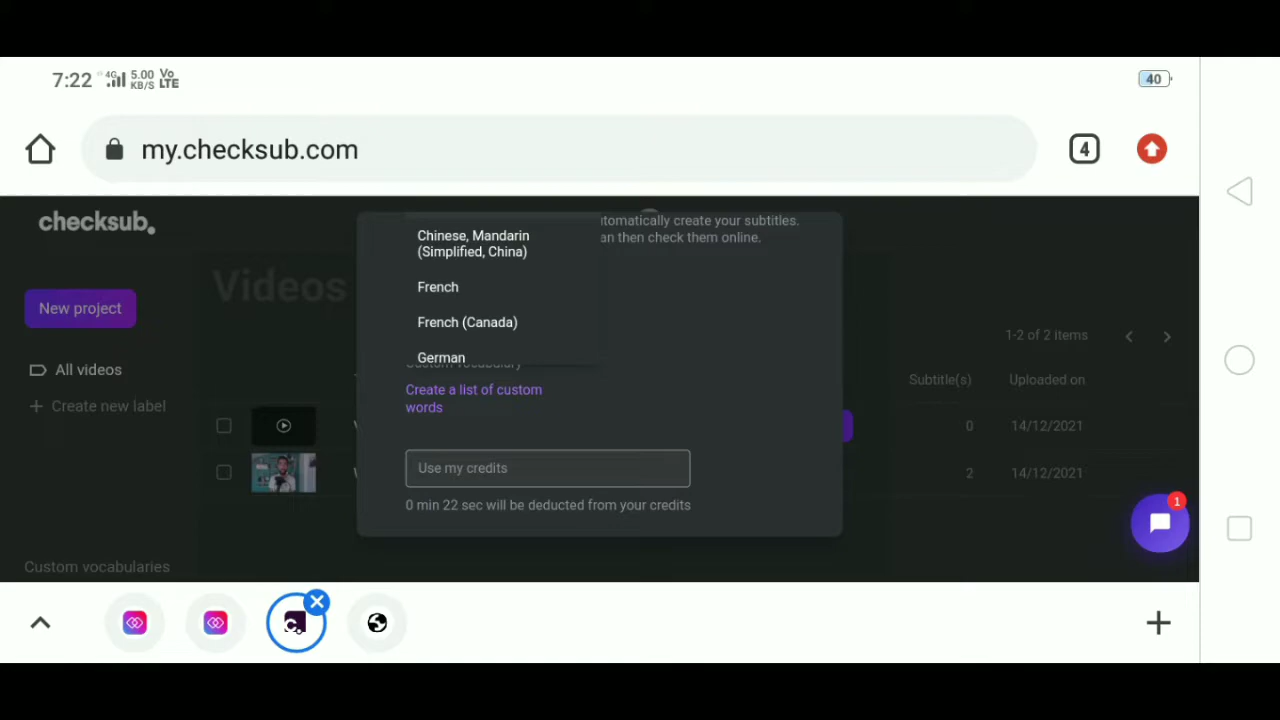 7:22 4G 5.00 KB/S Vo LTE 40
my.checksub.com 4
checksub.
tomatically create your subtitles.
an then check them online.
Chinese, Mandarin
(Simplified, China)
Videos
French
New project
French (Canada)
1-2 of 2 items
German
All videos
Create a list of custom
words
Subtitle(s) Uploaded on
Create new label
0 14/12/2021
Use my credits
2 14/12/2021
0 min 22 sec will be deducted from your credits
1
Custom vocabularies
c.